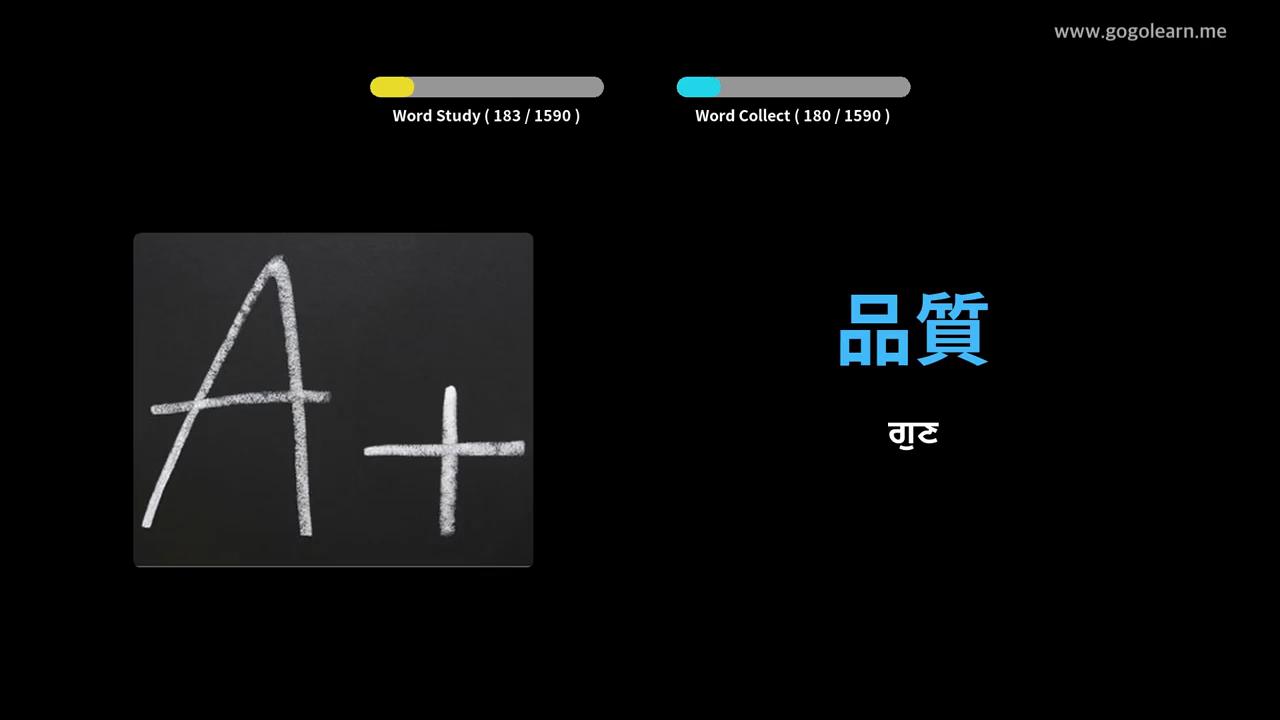 www.gogolearn.me
Word Study ( 183 / 1590 )
Word Collect ( 180 / 1590 )
A+
品質
ਗੁਣ